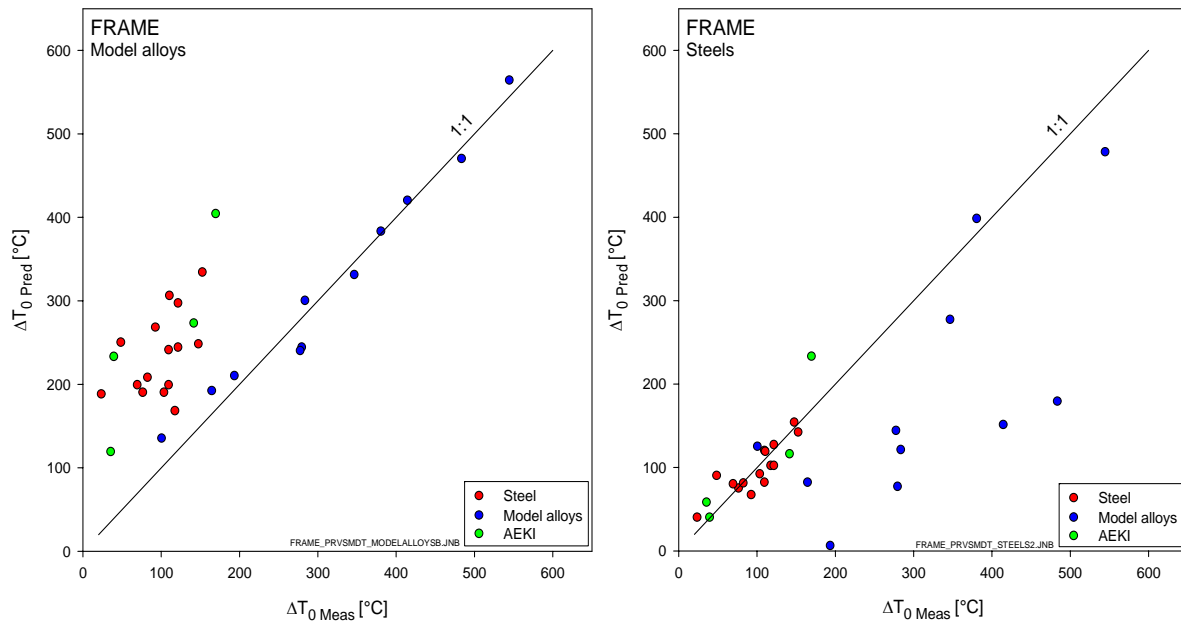 FRAME
Model alloys
600
500
400
300
200
100
0
ΔT0 Pred [°C]
1:1
Steel
Model alloys
AEKI
FRAME_PRVSMDT_MODELALLOYSB.JNB
0 100 200 300 400 500 600
ΔT0 Meas [°C]
FRAME
Steels
600
500
400
300
200
100
0
ΔT0 Pred [°C]
1:1
Steel
Model alloys
AEKI
FRAME_PRVSMDT_STEELS2.JNB
0 100 200 300 400 500 600
ΔT0 Meas [°C]